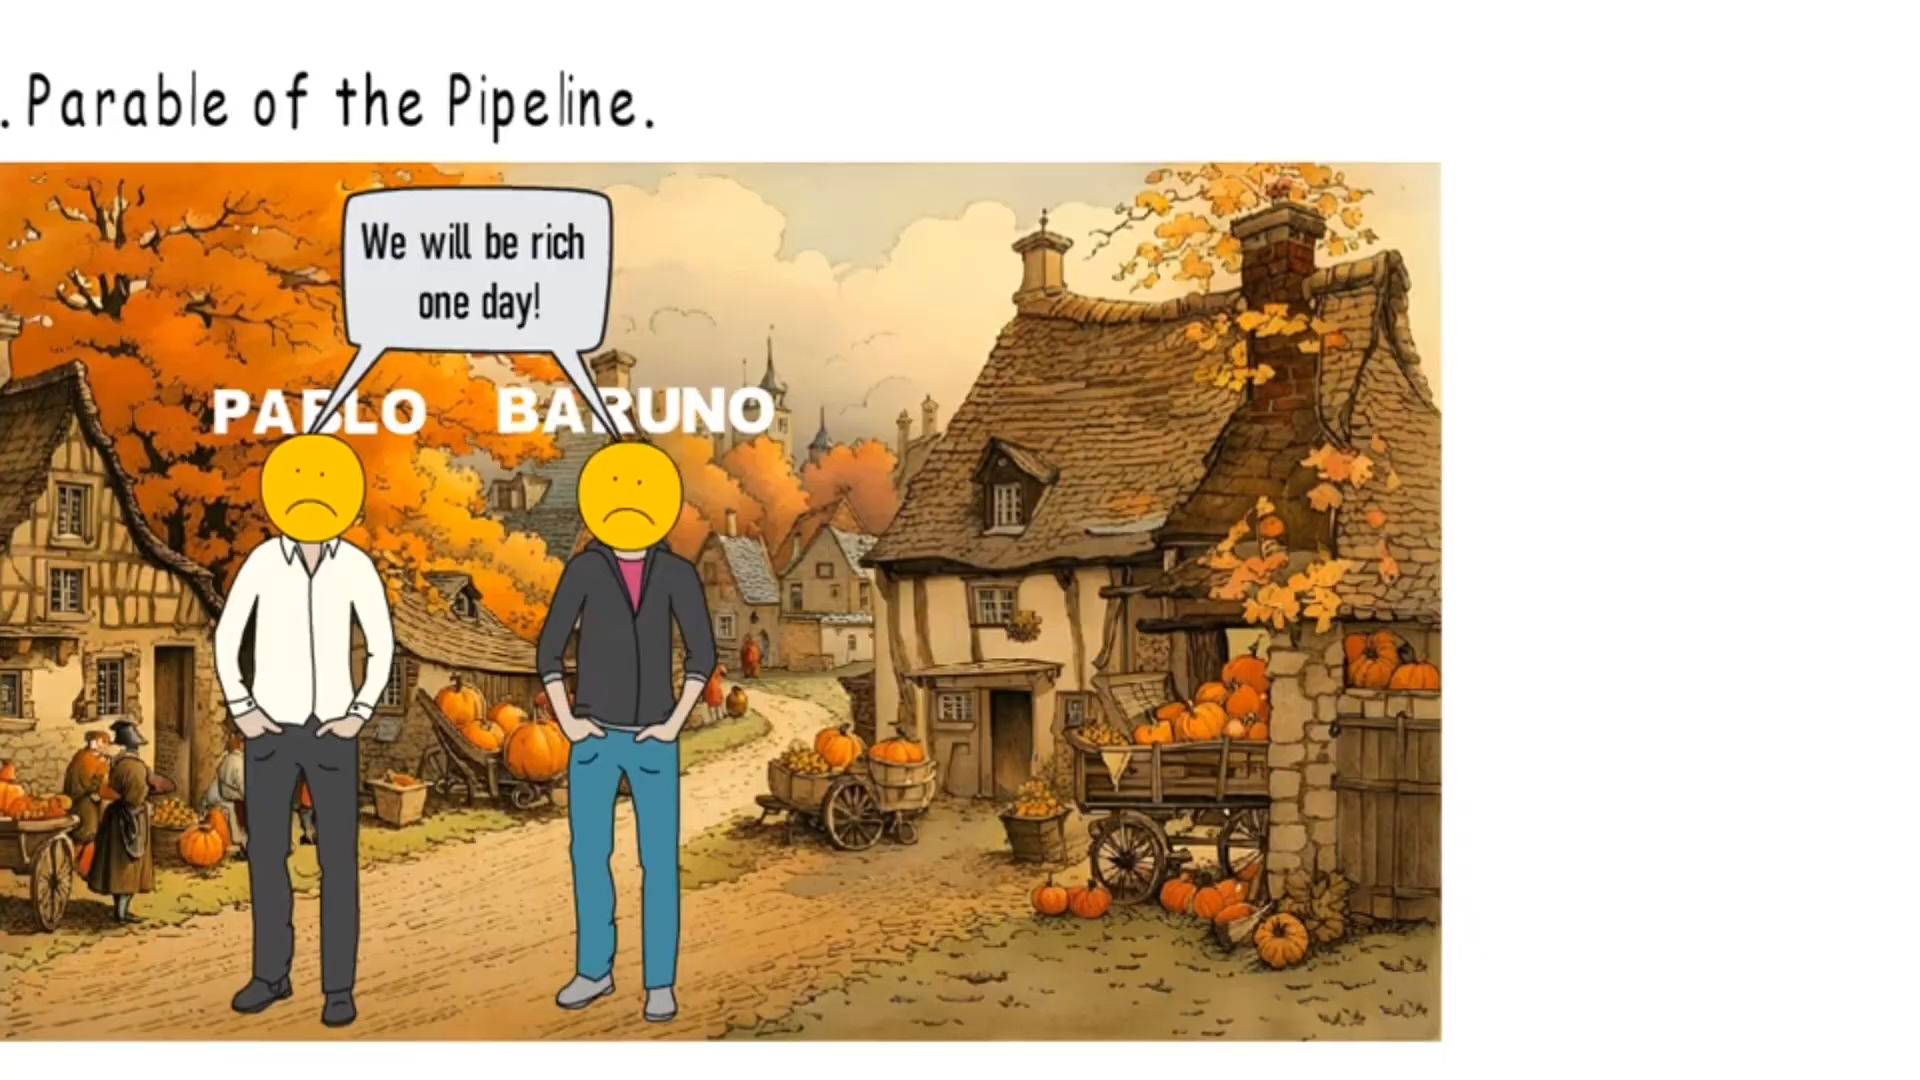 . Parable of the Pipeline.
We will be rich
one day!
PABLO BARUNO